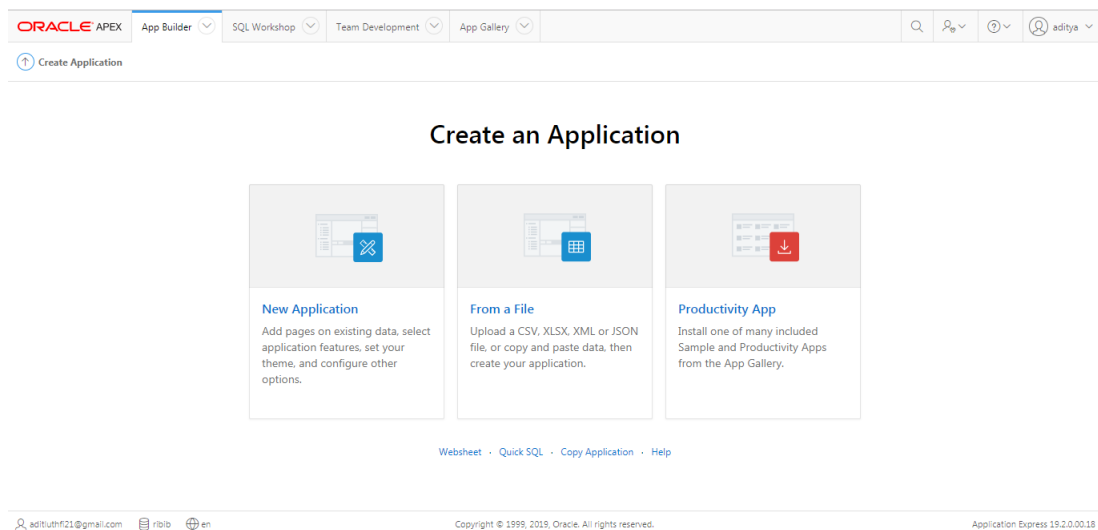 ORACLE APEX App Builder SQL Workshop Team Development App Gallery aditya
Create Application
Create an Application
New Application
Add pages on existing data, select
application features, set your
theme, and configure other
options.
From a File
Upload a CSV, XLSX, XML or JSON
file, or copy and paste data, then
create your application.
Productivity App
Install one of many included
Sample and Productivity Apps
from the App Gallery.
Websheet · Quick SQL · Copy Application · Help
aditiuthfi21@gmail.com ribib en Copyright © 1999, 2019, Oracle. All rights reserved. Application Express 19.2.0.00.18